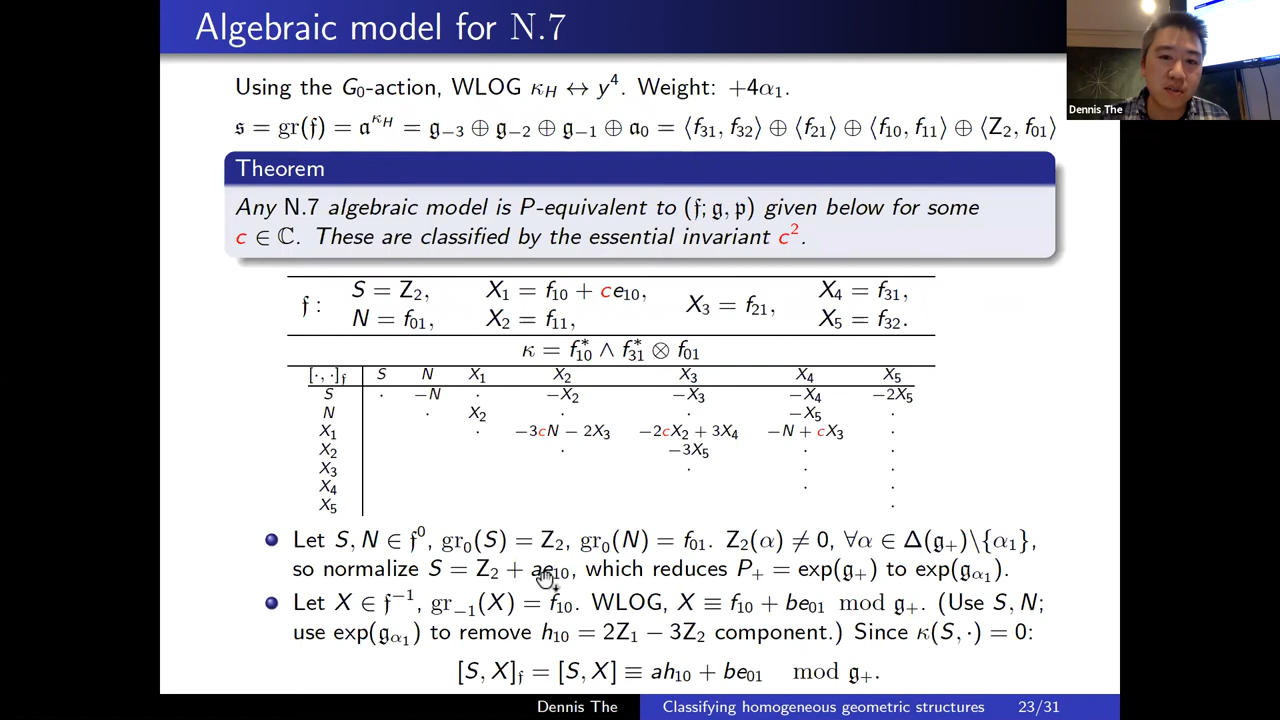 Algebraic model for N.7
Dennis The
Using the G₀-action, WLOG κ_H ↔ y⁴. Weight: +4α₁.
𝔰 = gr(𝔣) = 𝔞^{κ_H} = 𝔤₋₃ ⊕ 𝔤₋₂ ⊕ 𝔤₋₁ ⊕ 𝔞₀ = ⟨f₃₁, f₃₂⟩ ⊕ ⟨f₂₁⟩ ⊕ ⟨f₁₀, f₁₁⟩ ⊕ ⟨Z₂, f₀₁⟩
Theorem
Any N.7 algebraic model is P-equivalent to (𝔣; 𝔤, 𝔭) given below for some
c ∈ ℂ. These are classified by the essential invariant c².
𝔣 : S = Z₂, X₁ = f₁₀ + ce₁₀, X₃ = f₂₁, X₄ = f₃₁,
N = f₀₁, X₂ = f₁₁, X₅ = f₃₂.
κ = f₁₀* ∧ f₃₁* ⊗ f₀₁
[·, ·]_𝔣 S N X₁ X₂ X₃ X₄ X₅
S · −N · −X₂ −X₃ −X₄ −2X₅
N · X₂ · · −X₅ ·
X₁ · −3cN − 2X₃ −2cX₂ + 3X₄ −N + cX₃ ·
X₂ · −3X₅ · ·
X₃ · · ·
X₄ · ·
X₅ ·
Let S, N ∈ 𝔣⁰, gr₀(S) = Z₂, gr₀(N) = f₀₁. Z₂(α) ≠ 0, ∀α ∈ Δ(𝔤₊)\{α₁},
so normalize S = Z₂ + ae₁₀, which reduces P₊ = exp(𝔤₊) to exp(𝔤_{α₁}).
Let X ∈ 𝔣⁻¹, gr₋₁(X) = f₁₀. WLOG, X ≡ f₁₀ + be₀₁ mod 𝔤₊. (Use S, N;
use exp(𝔤_{α₁}) to remove h₁₀ = 2Z₁ − 3Z₂ component.) Since κ(S, ·) = 0:
[S, X]_𝔣 = [S, X] ≡ ah₁₀ + be₀₁ mod 𝔤₊.
Dennis The Classifying homogeneous geometric structures 23/31